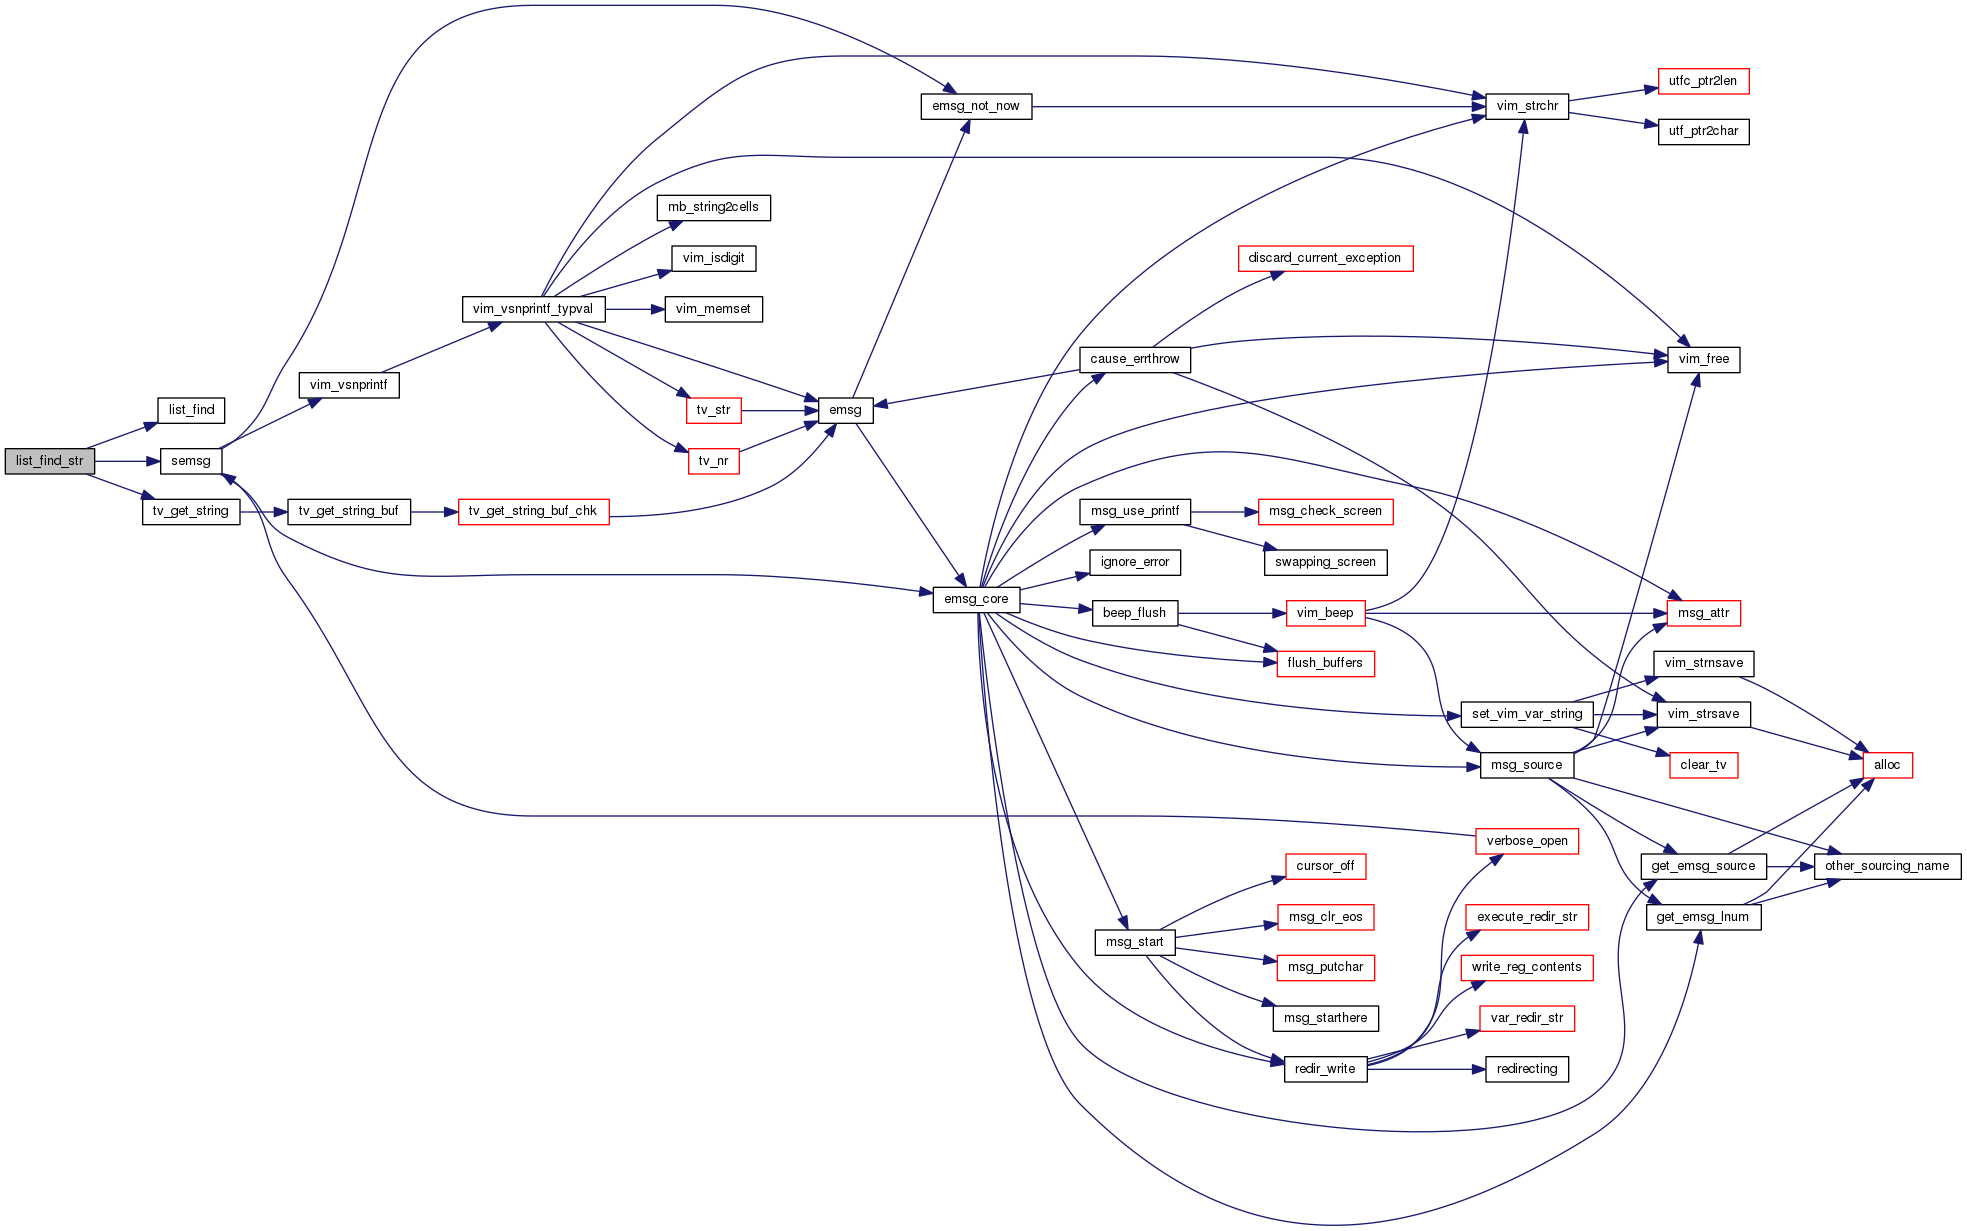 list_find_str
list_find
semsg
tv_get_string
vim_vsnprintf
tv_get_string_buf
vim_vsnprintf_typval
tv_get_string_buf_chk
mb_string2cells
vim_isdigit
vim_memset
tv_str
tv_nr
emsg
emsg_not_now
emsg_core
cause_errthrow
msg_use_printf
ignore_error
beep_flush
msg_start
discard_current_exception
msg_check_screen
swapping_screen
vim_beep
flush_buffers
cursor_off
msg_clr_eos
msg_putchar
msg_starthere
redir_write
vim_strchr
set_vim_var_string
msg_source
verbose_open
execute_redir_str
write_reg_contents
var_redir_str
redirecting
utfc_ptr2len
utf_ptr2char
vim_free
msg_attr
vim_strnsave
vim_strsave
clear_tv
get_emsg_source
get_emsg_lnum
alloc
other_sourcing_name